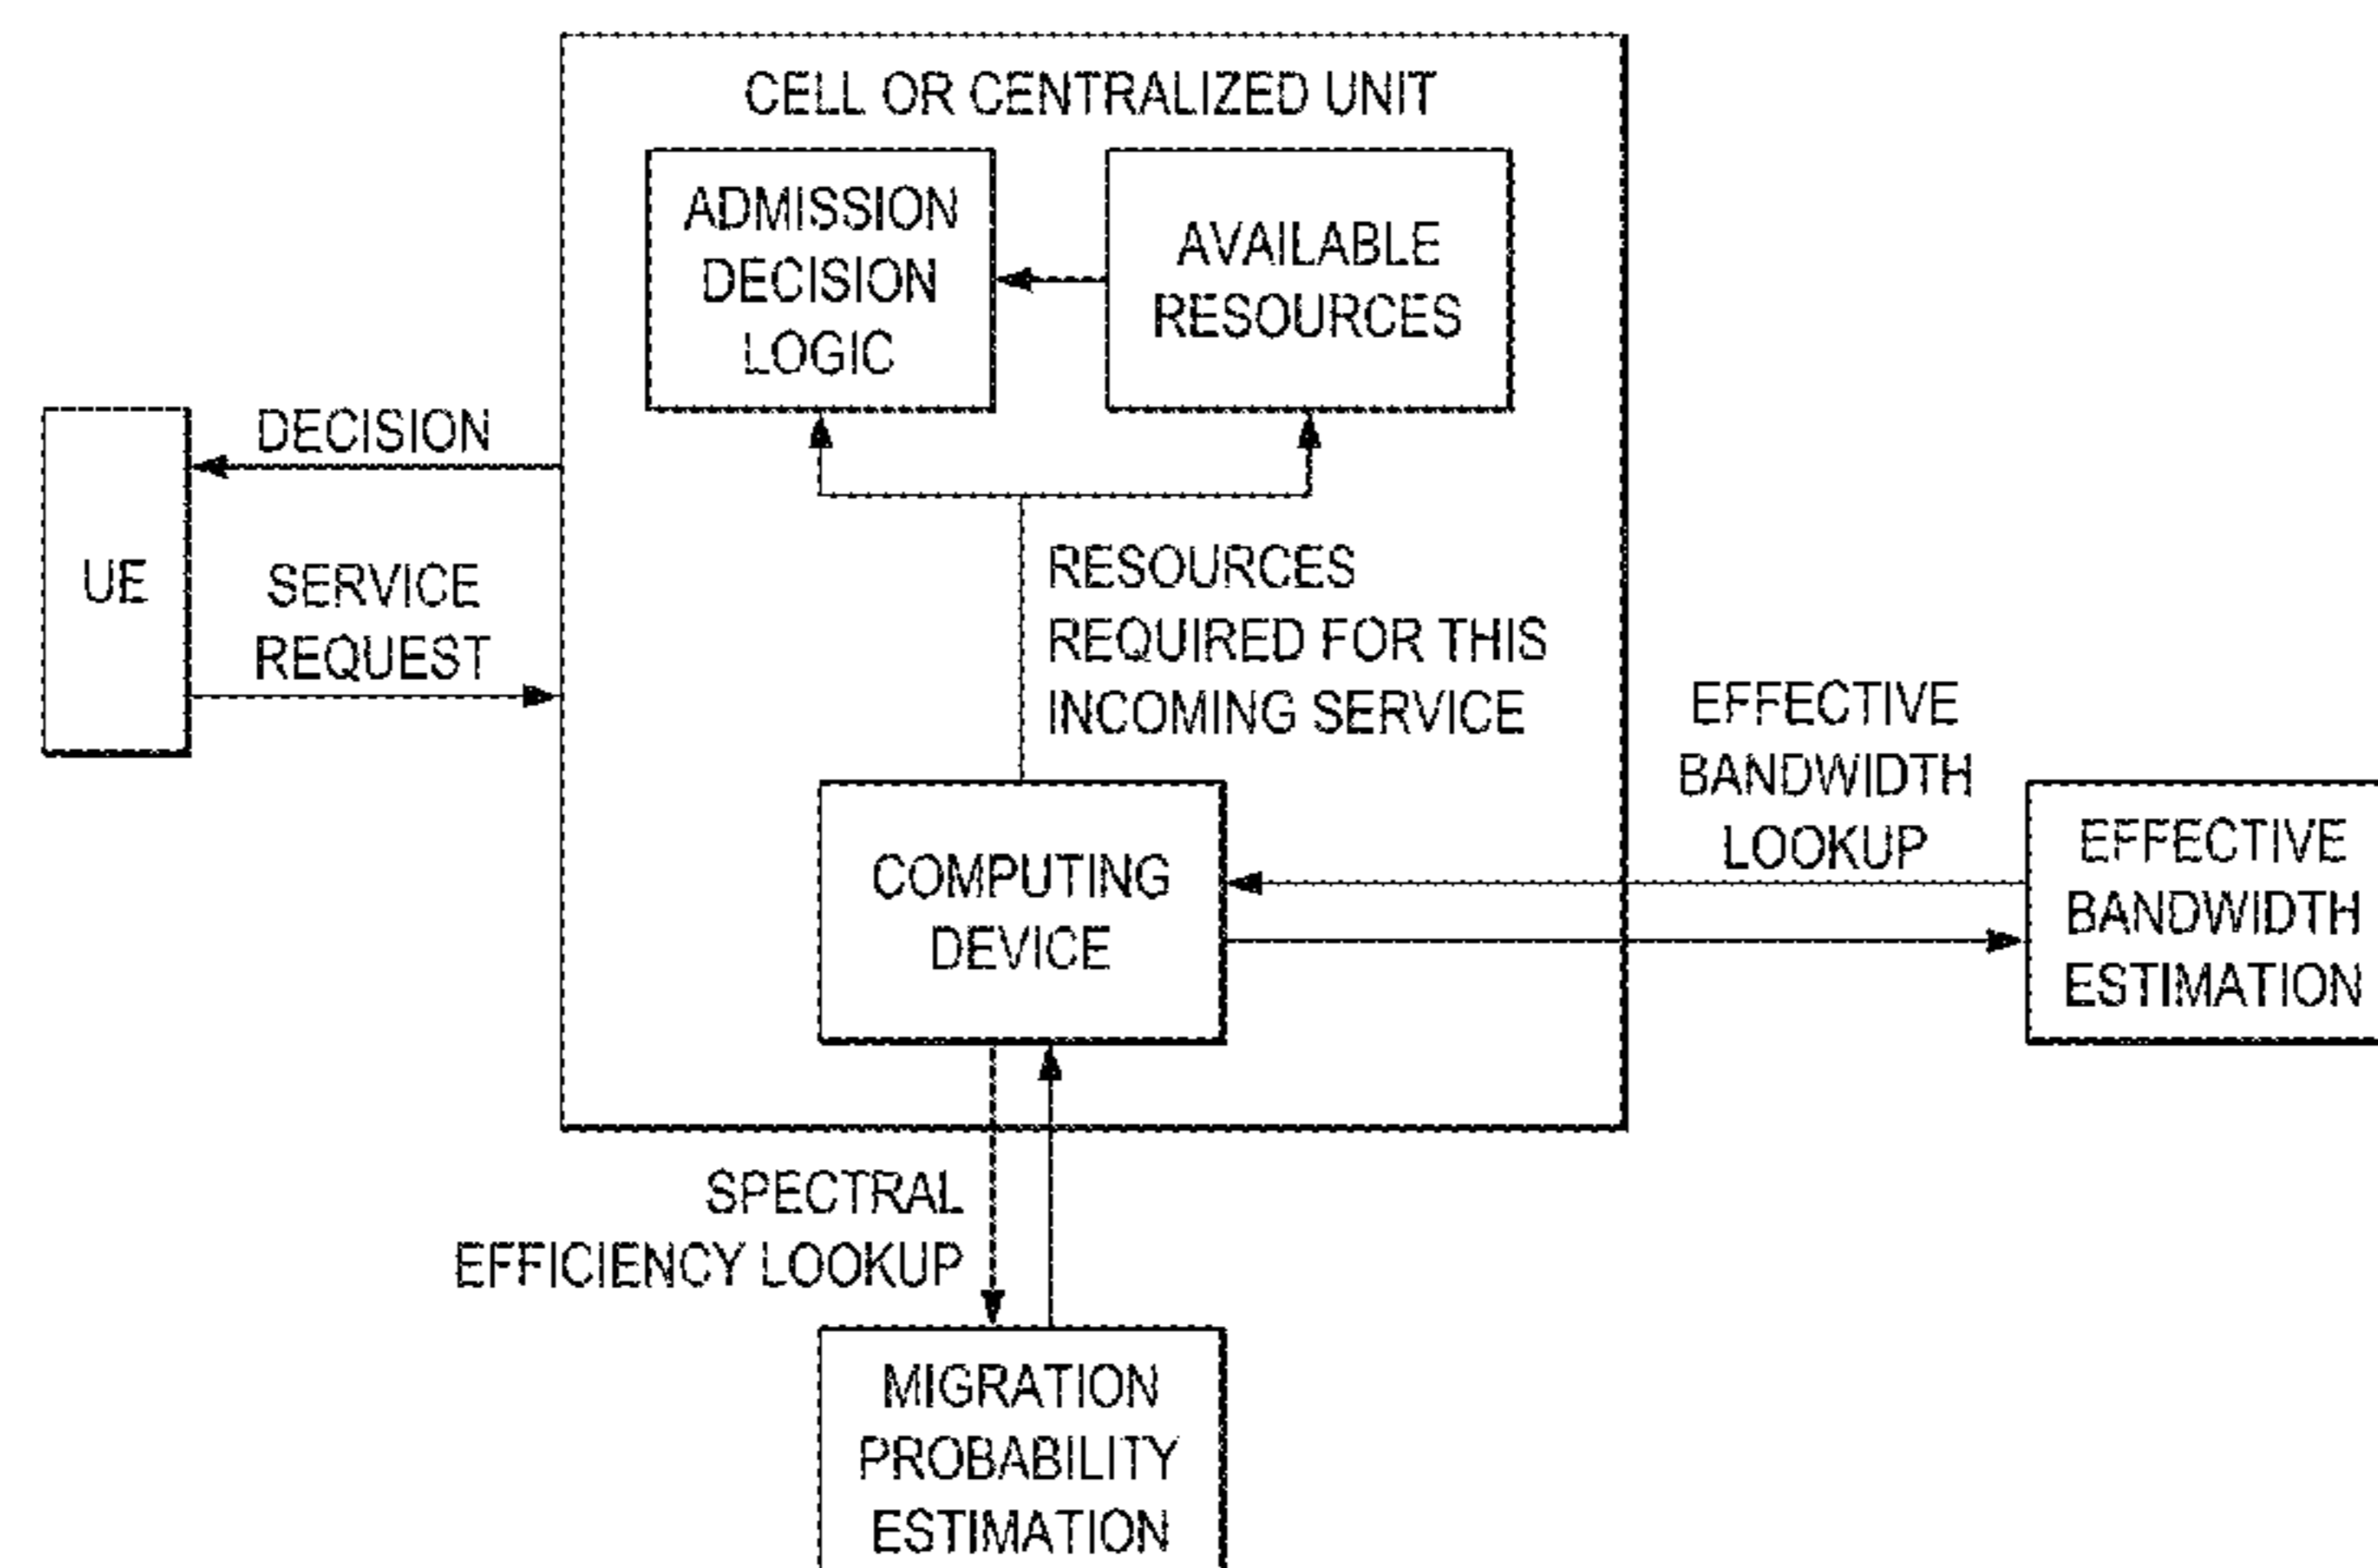 CELL OR CENTRALIZED UNIT
ADMISSION
DECISION
LOGIC
AVAILABLE
RESOURCES
DECISION
UE
SERVICE
REQUEST
RESOURCES
REQUIRED FOR THIS
INCOMING SERVICE
EFFECTIVE
BANDWIDTH
LOOKUP
COMPUTING
DEVICE
EFFECTIVE
BANDWIDTH
ESTIMATION
SPECTRAL
EFFICIENCY LOOKUP
MIGRATION
PROBABILITY
ESTIMATION